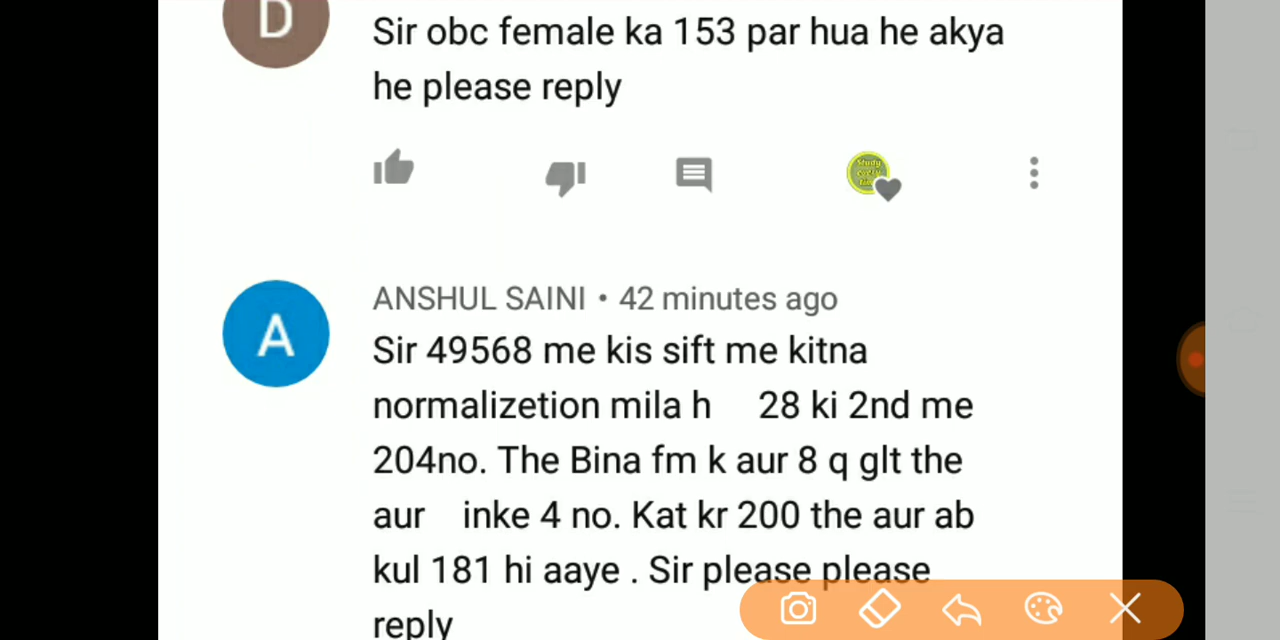 D
Sir obc female ka 153 par hua he akya
he please reply
Study
ANSHUL SAINI • 42 minutes ago
A
Sir 49568 me kis sift me kitna
normalizetion mila h 28 ki 2nd me
204no. The Bina fm k aur 8 q glt the
aur inke 4 no. Kat kr 200 the aur ab
kul 181 hi aaye . Sir please please
reply